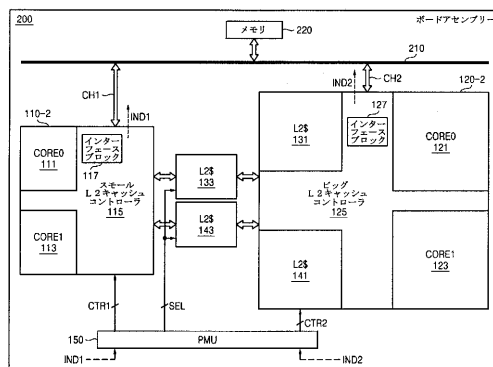 200
ボードアセンブリー
メモリ
220
210
CH1
IND1
IND2
CH2
110-2
120-2
CORE0
111
インター
フェース
ブロック
117
スモール
L2キャッシュ
コントローラ
115
CORE1
113
L2$
133
L2$
143
L2$
131
127
インター
フェース
ブロック
CORE0
121
ビッグ
L2キャッシュ
コントローラ
125
L2$
141
CORE1
123
CTR1
SEL
CTR2
150
PMU
IND1
IND2